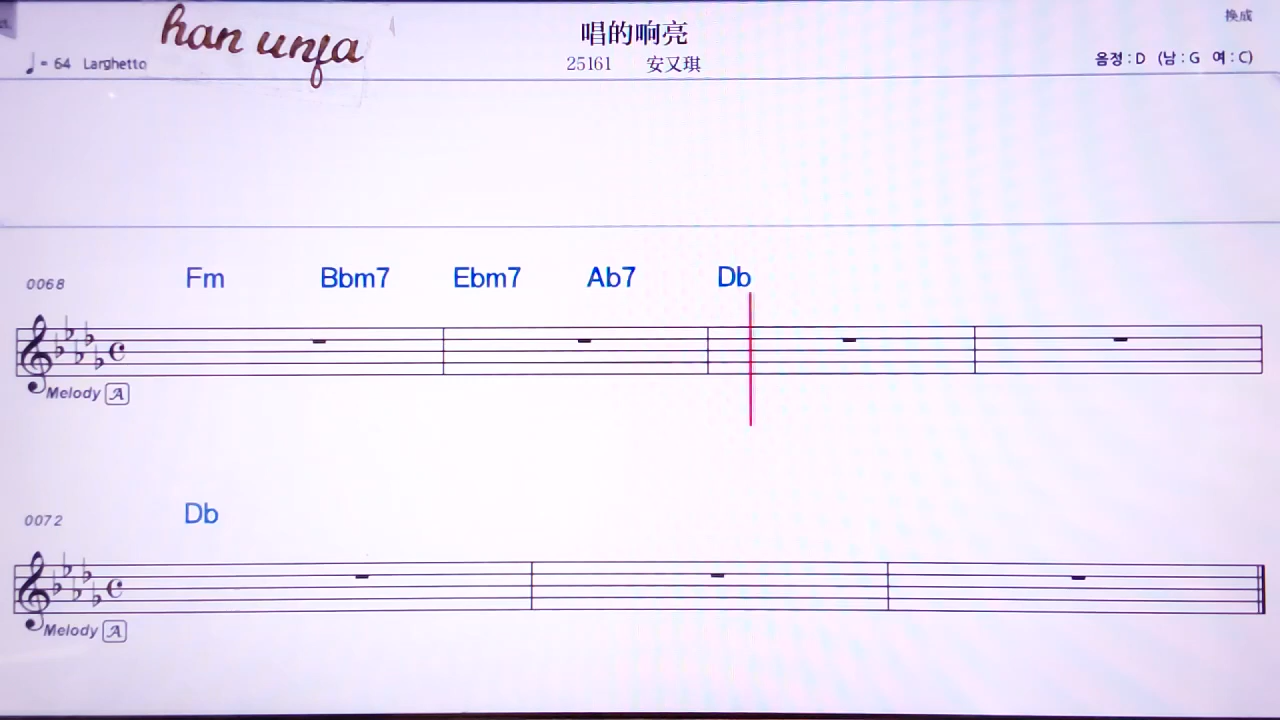 换成
han unfa
唱的响亮
♩= 64 Larghetto
25161 安又琪
음정 : D (남 : G 여 : C)
0068 Fm Bbm7 Ebm7 Ab7 Db
Melody A
0072 Db
Melody A